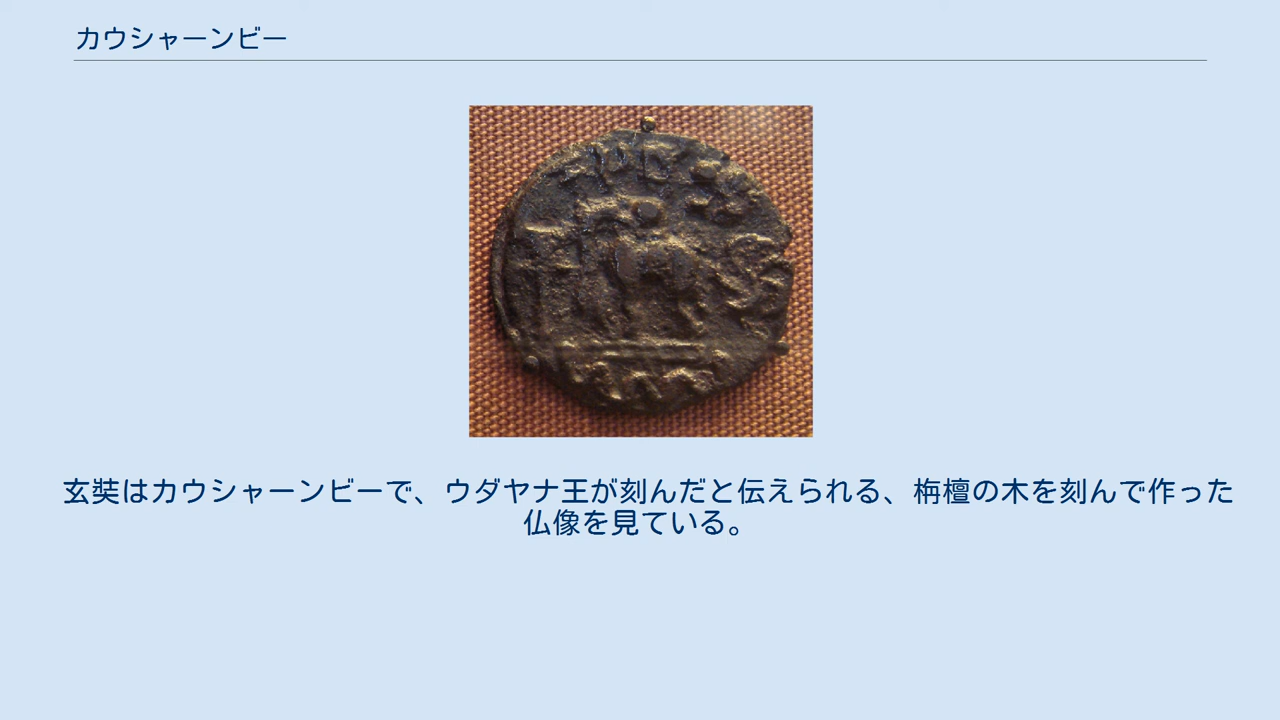 カウシャーンビー
玄奘はカウシャーンビーで、ウダヤナ王が刻んだと伝えられる、栴檀の木を刻んで作った
仏像を見ている。